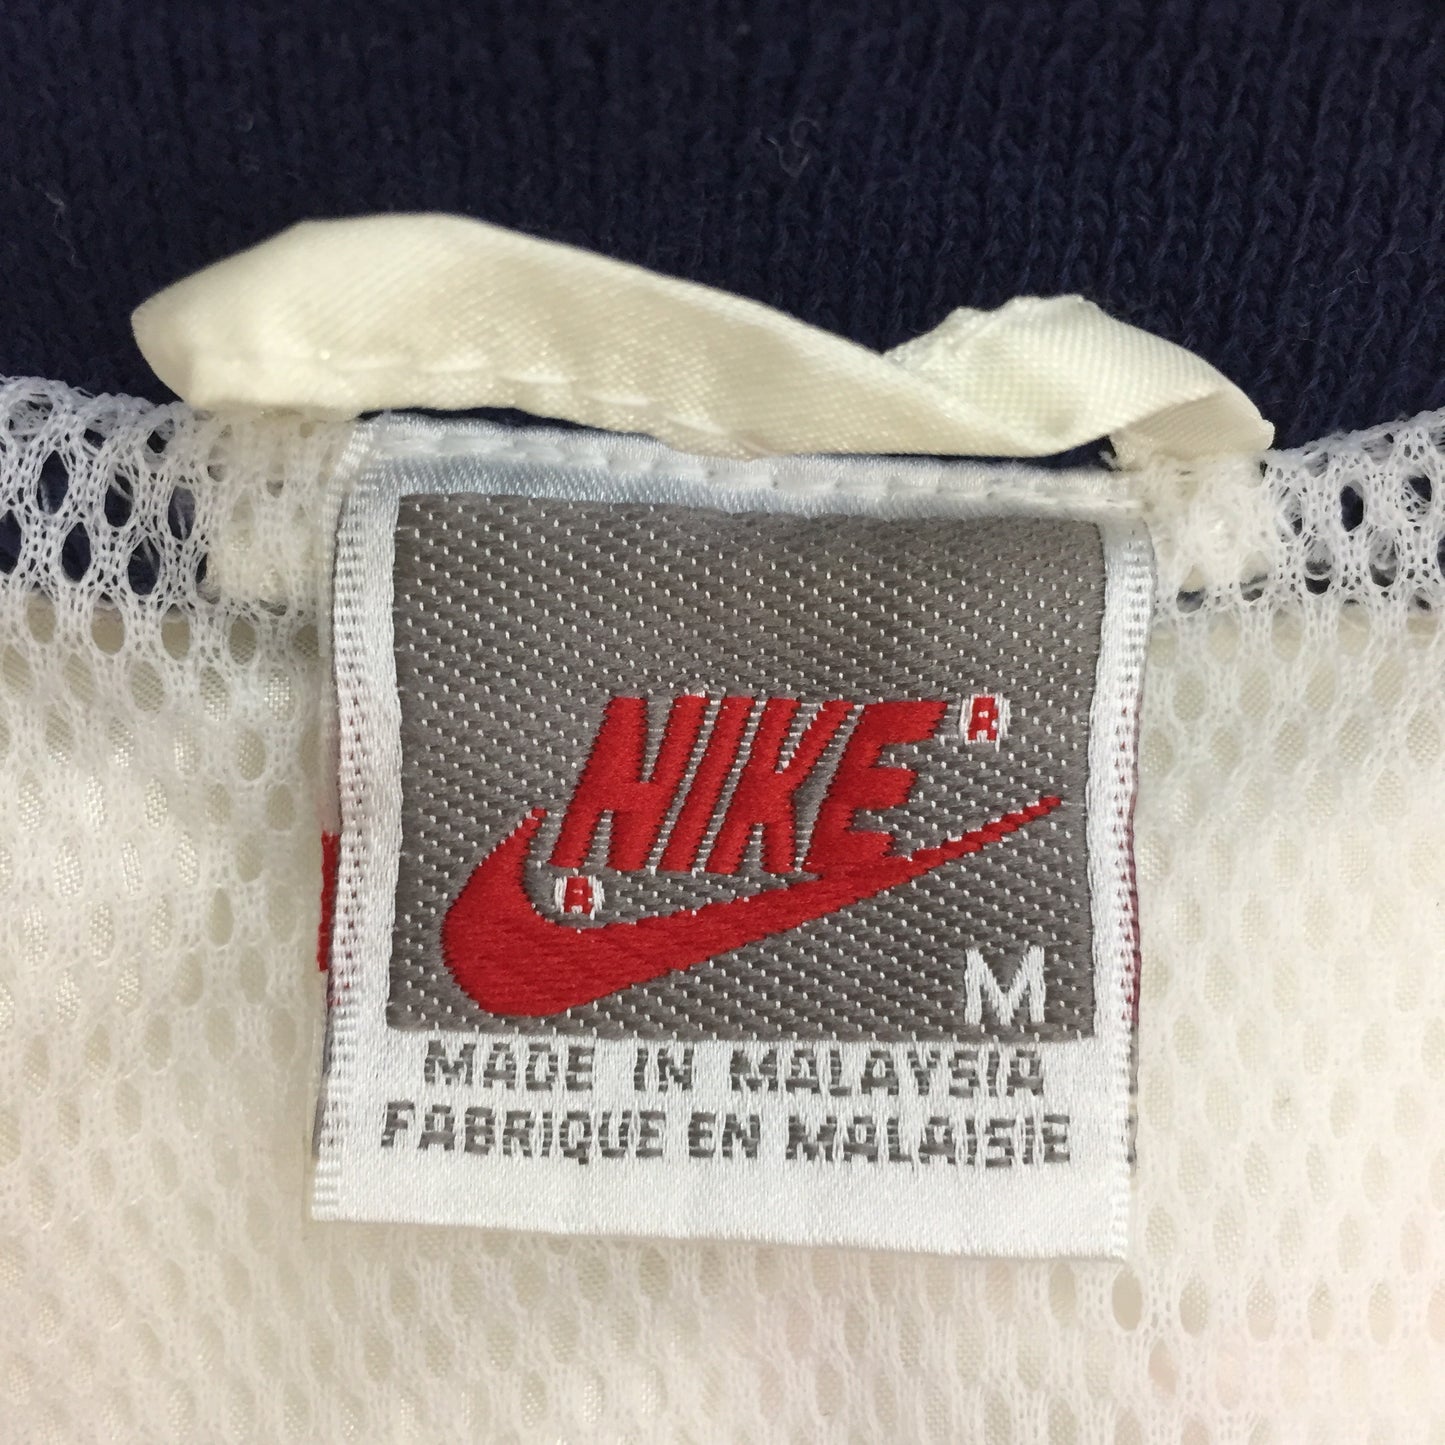 NIKE®
®
M
MADE IN MALAYSIA
FABRIQUE EN MALAISIE